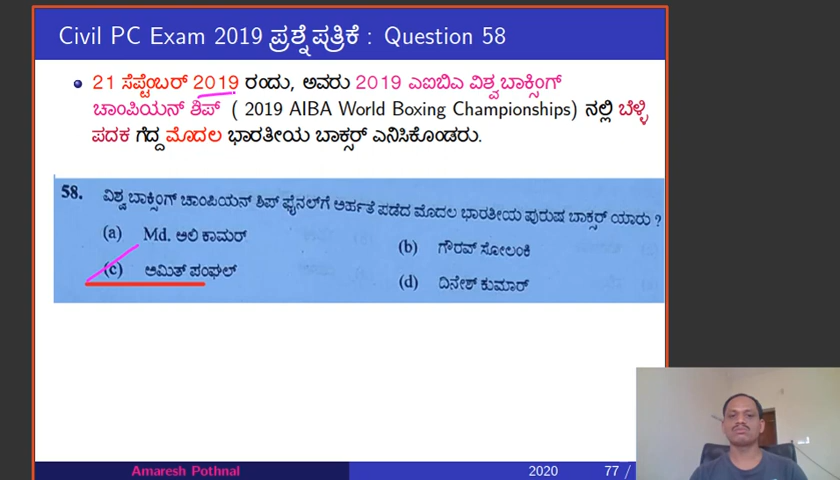 Civil PC Exam 2019 ಪ್ರಶ್ನೆ ಪತ್ರಿಕೆ : Question 58
21 ಸೆಪ್ಟೆಂಬರ್ 2019 ರಂದು, ಅವರು 2019 ಎಐಬಿಎ ವಿಶ್ವ ಬಾಕ್ಸಿಂಗ್
ಚಾಂಪಿಯನ್ ಶಿಪ್ ( 2019 AIBA World Boxing Championships) ನಲ್ಲಿ ಬೆಳ್ಳಿ
ಪದಕ ಗೆದ್ದ ಮೊದಲ ಭಾರತೀಯ ಬಾಕ್ಸರ್ ಎನಿಸಿಕೊಂಡರು.
58. ವಿಶ್ವ ಬಾಕ್ಸಿಂಗ್ ಚಾಂಪಿಯನ್ ಶಿಪ್ ಫೈನಲ್‌ಗೆ ಅರ್ಹತೆ ಪಡೆದ ಮೊದಲ ಭಾರತೀಯ ಪುರುಷ ಬಾಕ್ಸರ್ ಯಾರು ?
(a) Md. ಅಲಿ ಕಾಮರ್
(b) ಗೌರವ್ ಸೋಲಂಕಿ
(c) ಅಮಿತ್ ಪಂಘಲ್
(d) ದಿನೇಶ್ ಕುಮಾರ್
Amaresh Pothnal 2020 77 /